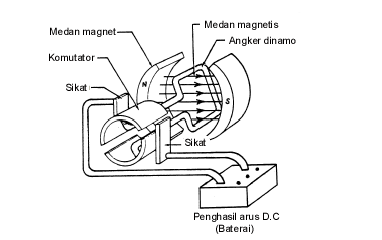 Medan magnetis
Medan magnet
Angker dinamo
Komutator
Sikat
N
S
Sikat
Penghasil arus D.C
(Baterai)